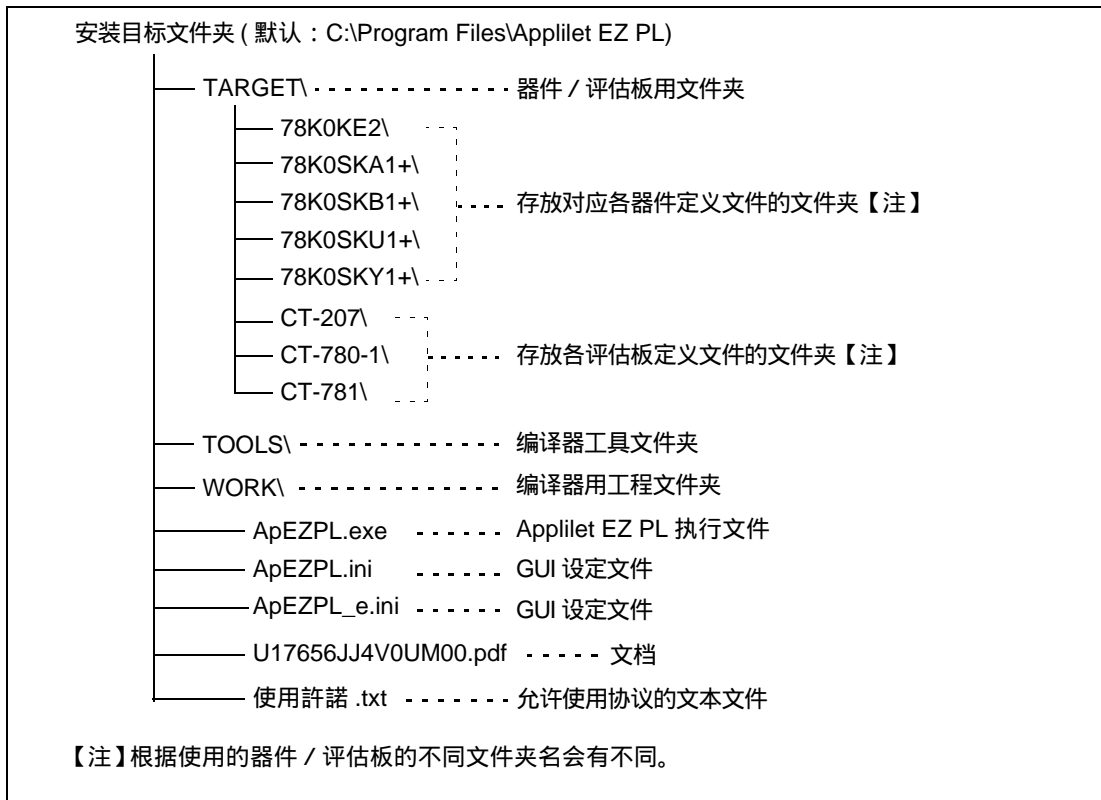 安装目标文件夹 ( 默认：C:\Program Files\Applilet EZ PL)
TARGET\ 器件 / 评估板用文件夹
78K0KE2\
78K0SKA1+\
78K0SKB1+\ 存放对应各器件定义文件的文件夹【注】
78K0SKU1+\
78K0SKY1+\
CT-207\
CT-780-1\ 存放各评估板定义文件的文件夹【注】
CT-781\
TOOLS\ 编译器工具文件夹
WORK\ 编译器用工程文件夹
ApEZPL.exe Applilet EZ PL 执行文件
ApEZPL.ini GUI 设定文件
ApEZPL_e.ini GUI 设定文件
U17656JJ4V0UM00.pdf 文档
使用許諾 .txt 允许使用协议的文本文件
【注】根据使用的器件 / 评估板的不同文件夹名会有不同。